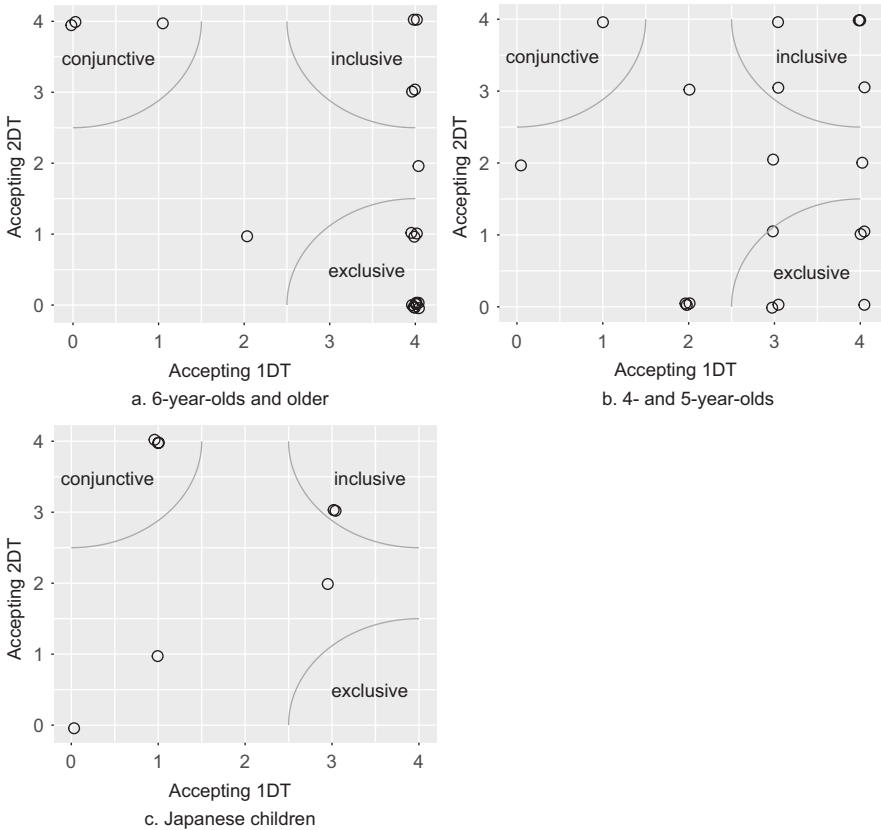 4
3
2
1
0
Accepting 2DT
conjunctive
inclusive
exclusive
0 1 2 3 4
Accepting 1DT
a. 6-year-olds and older
4
3
2
1
0
Accepting 2DT
conjunctive
inclusive
exclusive
0 1 2 3 4
Accepting 1DT
b. 4- and 5-year-olds
4
3
2
1
0
Accepting 2DT
conjunctive
inclusive
exclusive
0 1 2 3 4
Accepting 1DT
c. Japanese children